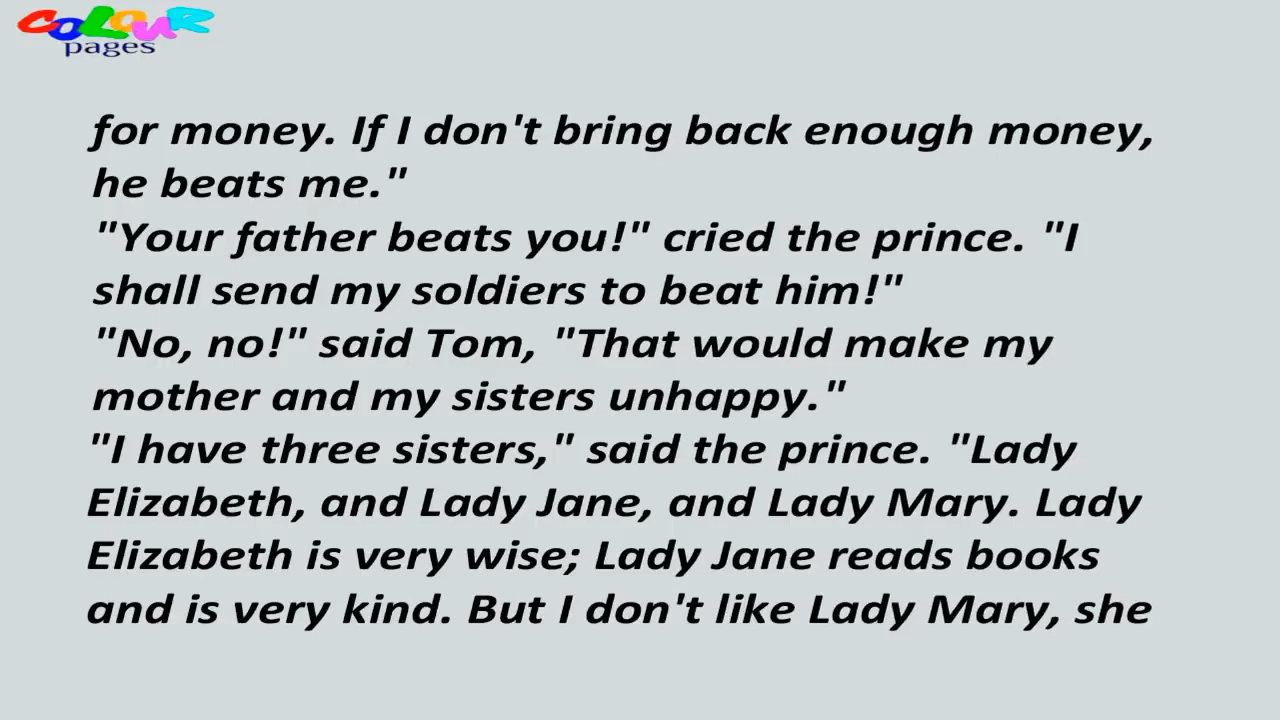 COLOUR
pages
for money. If I don't bring back enough money,
he beats me."
"Your father beats you!" cried the prince. "I
shall send my soldiers to beat him!"
"No, no!" said Tom, "That would make my
mother and my sisters unhappy."
"I have three sisters," said the prince. "Lady
Elizabeth, and Lady Jane, and Lady Mary. Lady
Elizabeth is very wise; Lady Jane reads books
and is very kind. But I don't like Lady Mary, she